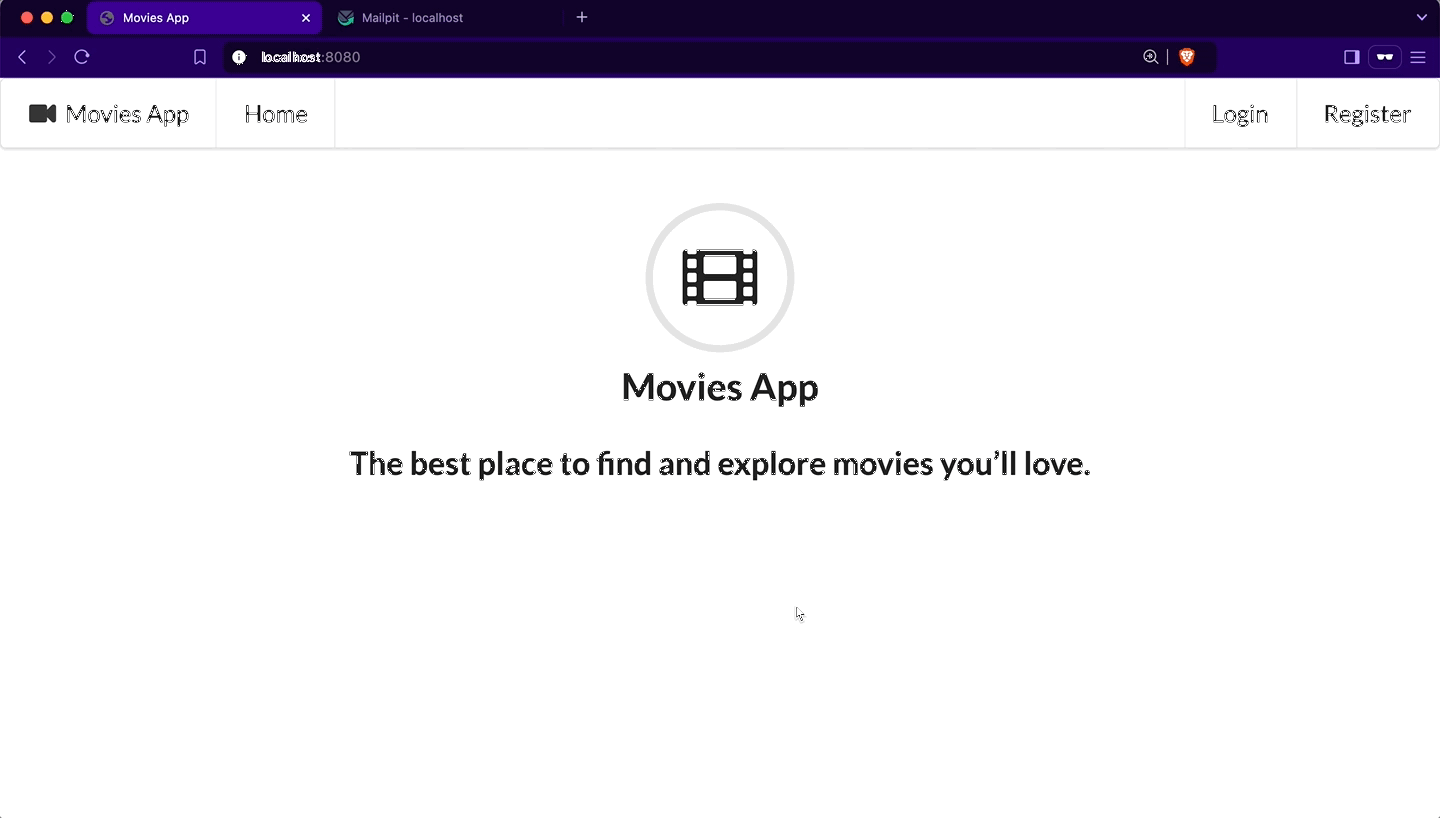 Movies App
Mailpit - localhost
localhost:8080
Movies App
Home
Login
Register
Movies App
The best place to find and explore movies you’ll love.